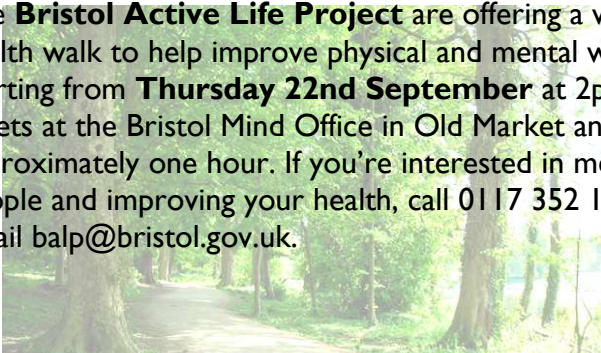 e Bristol Active Life Project are offering a v
lth walk to help improve physical and mental w
rting from Thursday 22nd September at 2p
ets at the Bristol Mind Office in Old Market an
roximately one hour. If you're interested in me
ple and improving your health, call 0117 352 1
ail balp@bristol.gov.uk.